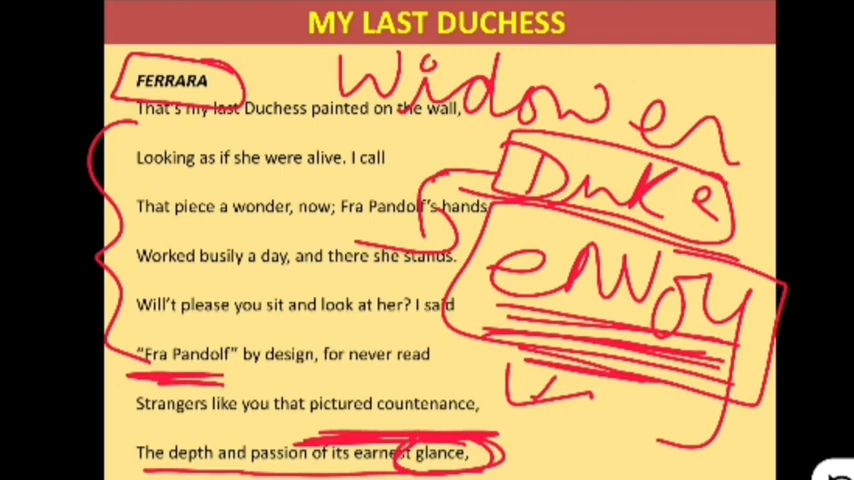 MY LAST DUCHESS
FERRARA
Widower
That's my last Duchess painted on the wall,
Looking as if she were alive. I call
Duke
That piece a wonder, now; Fra Pandolf's hands
Worked busily a day, and there she stands.
envoy
Will't please you sit and look at her? I said
"Fra Pandolf" by design, for never read
Strangers like you that pictured countenance,
The depth and passion of its earnest glance,